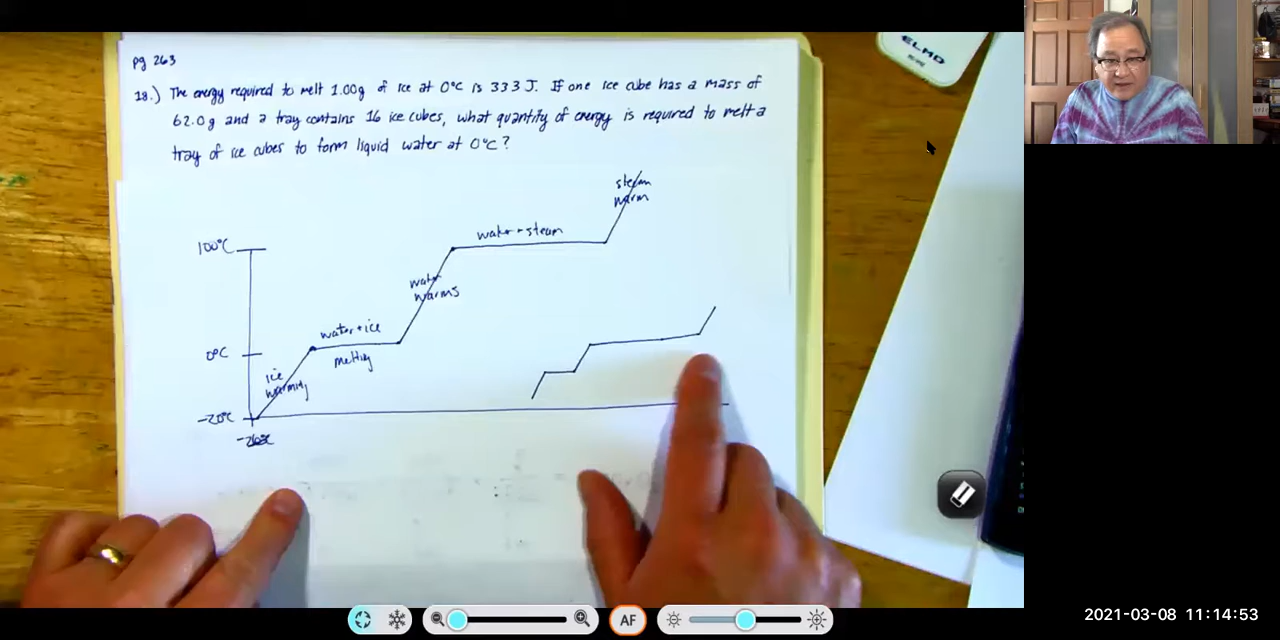 pg 263
18.) The energy required to melt 1.00g of ice at 0°C is 333 J. If one ice cube has a mass of
62.0g and a tray contains 16 ice cubes, what quantity of energy is required to melt a
tray of ice cubes to form liquid water at 0°C?
steam
warm
100°C
water + steam
water
warms
water + ice
0°C
melting
ice
warming
-20°C
ELMO
AF
2021-03-08 11:14:53